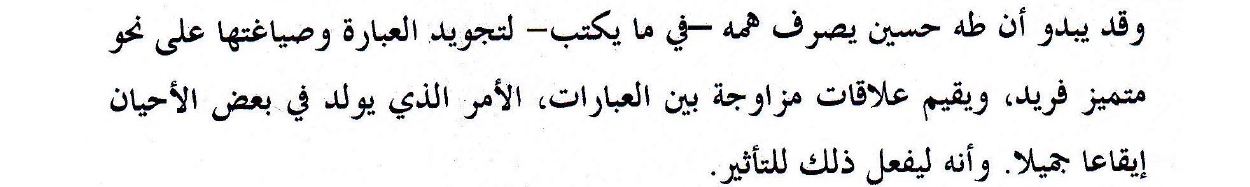 وقد يبدو أن طه حسين يصرف همه –في ما يكتب– لتجويد العبارة وصياغتها على نحو
متميز فريد، ويقيم علاقات مزاوجة بين العبارات، الأمر الذي يولد في بعض الأحيان
إيقاعا جميلا. وأنه ليفعل ذلك للتأثير.